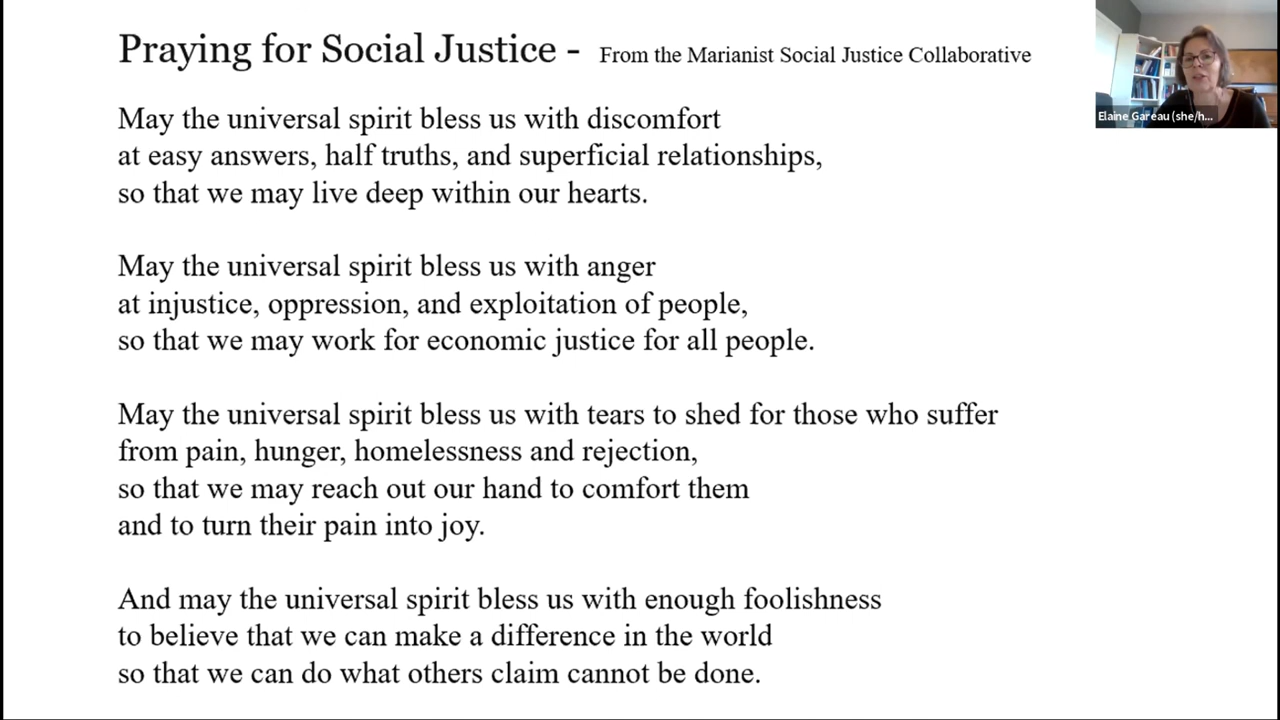 Praying for Social Justice - From the Marianist Social Justice Collaborative
Elaine Gareau (she/h...
May the universal spirit bless us with discomfort
at easy answers, half truths, and superficial relationships,
so that we may live deep within our hearts.
May the universal spirit bless us with anger
at injustice, oppression, and exploitation of people,
so that we may work for economic justice for all people.
May the universal spirit bless us with tears to shed for those who suffer
from pain, hunger, homelessness and rejection,
so that we may reach out our hand to comfort them
and to turn their pain into joy.
And may the universal spirit bless us with enough foolishness
to believe that we can make a difference in the world
so that we can do what others claim cannot be done.